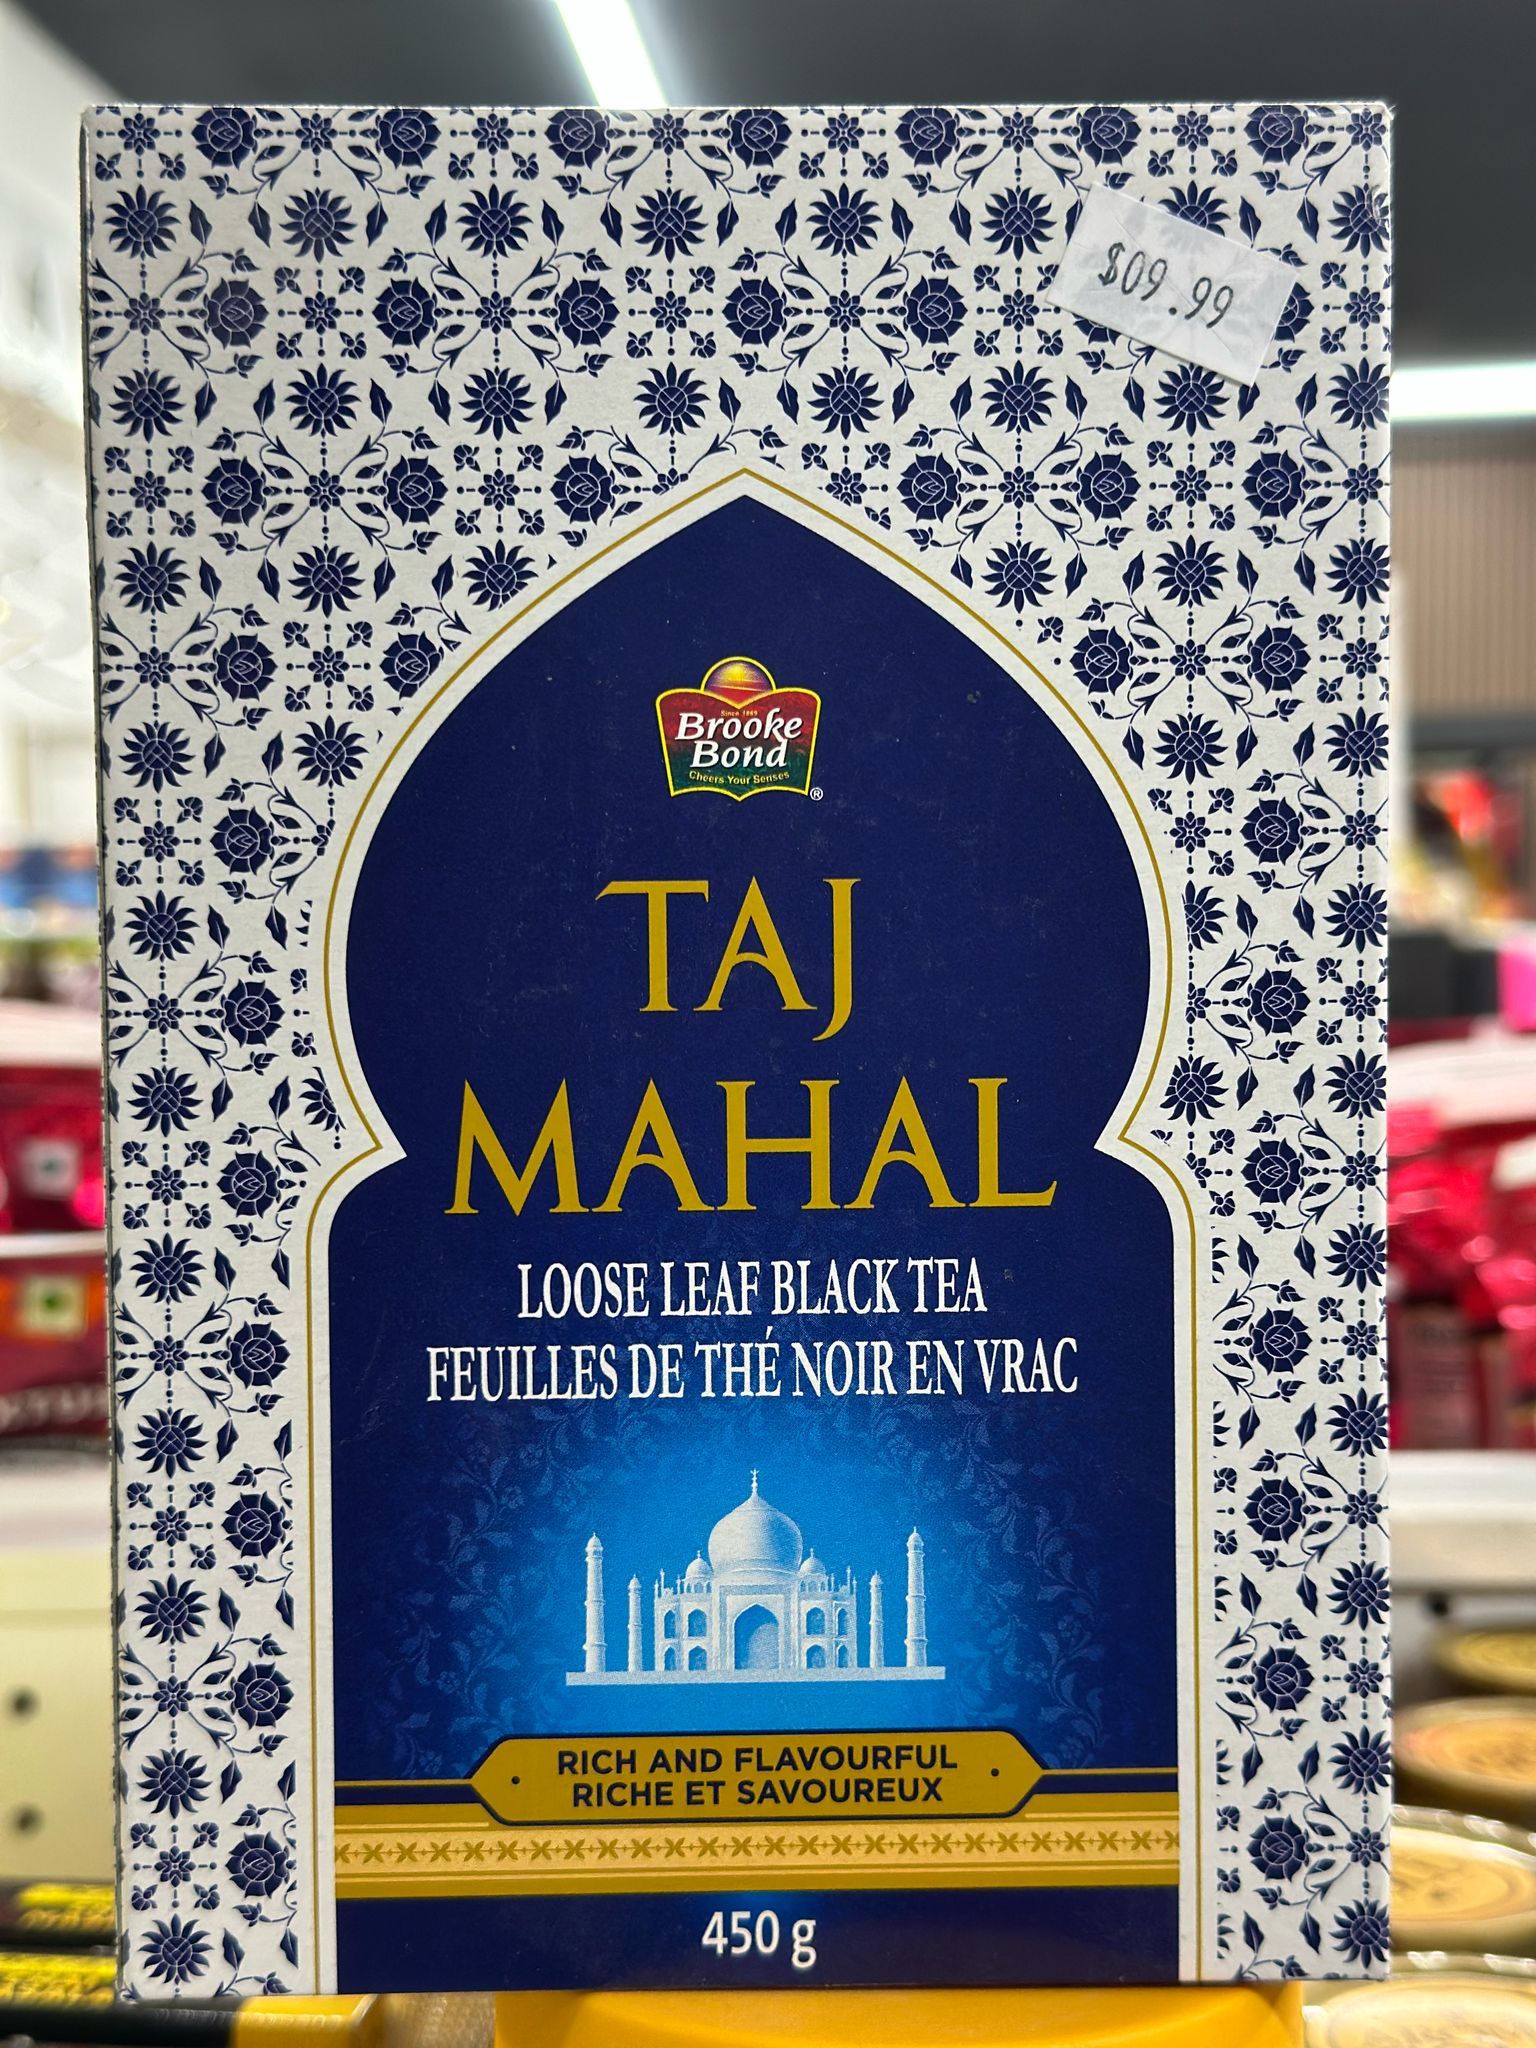 $09.99
Since 1869
Brooke
Bond
Cheers Your Senses
®
TAJ
MAHAL
LOOSE LEAF BLACK TEA
FEUILLES DE THÉ NOIR EN VRAC
RICH AND FLAVOURFUL
RICHE ET SAVOUREUX
450 g